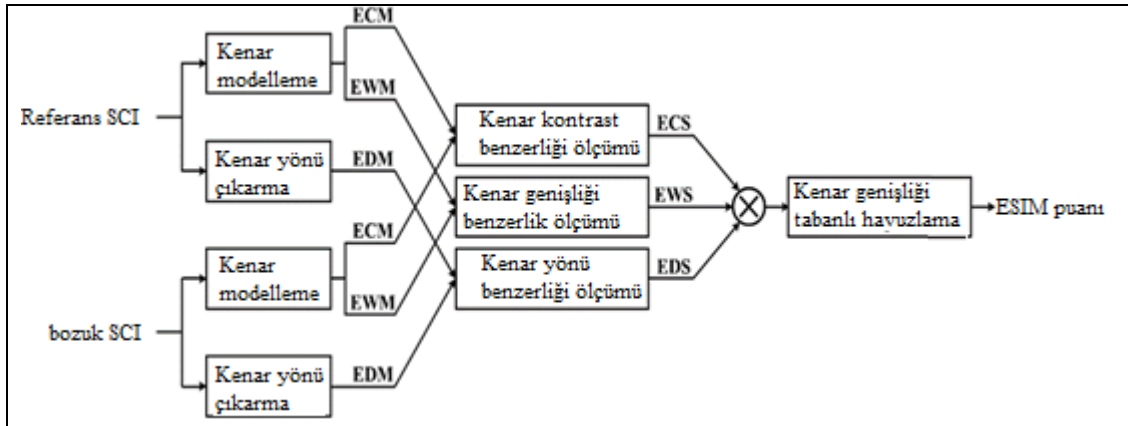 Referans SCI
Kenar
modelleme
ECM
EWM
Kenar yönü
çıkarma
EDM
bozuk SCI
Kenar
modelleme
ECM
EWM
Kenar yönü
çıkarma
EDM
Kenar kontrast
benzerliği ölçümü
ECS
Kenar genişliği
benzerlik ölçümü
EWS
Kenar yönü
benzerliği ölçümü
EDS
Kenar genişliği
tabanlı havuzlama
ESIM puanı